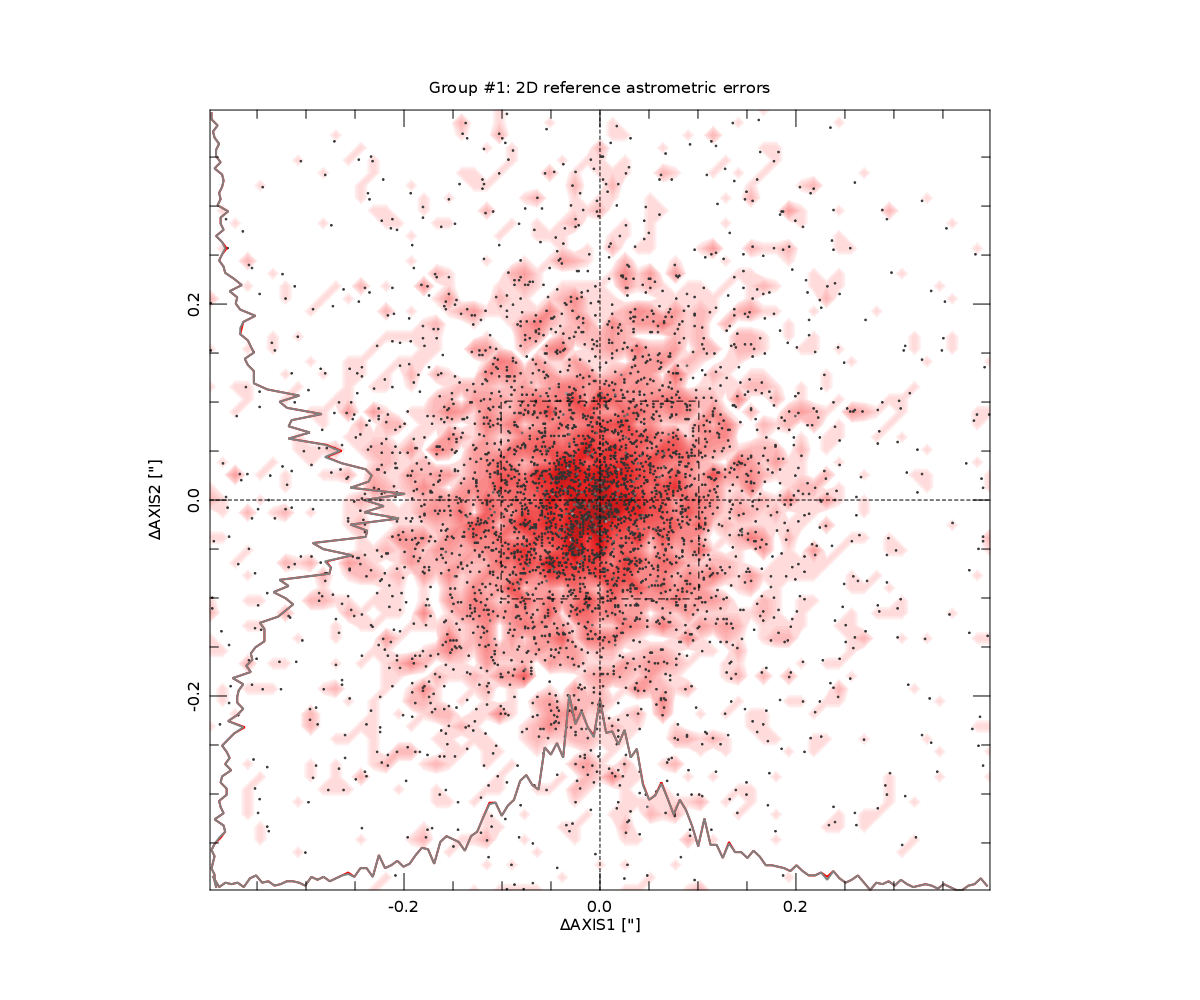 Group #1: 2D reference astrometric errors
0.2
0.0
-0.2
ΔAXIS2 ["]
-0.2
0.0
0.2
ΔAXIS1 ["]